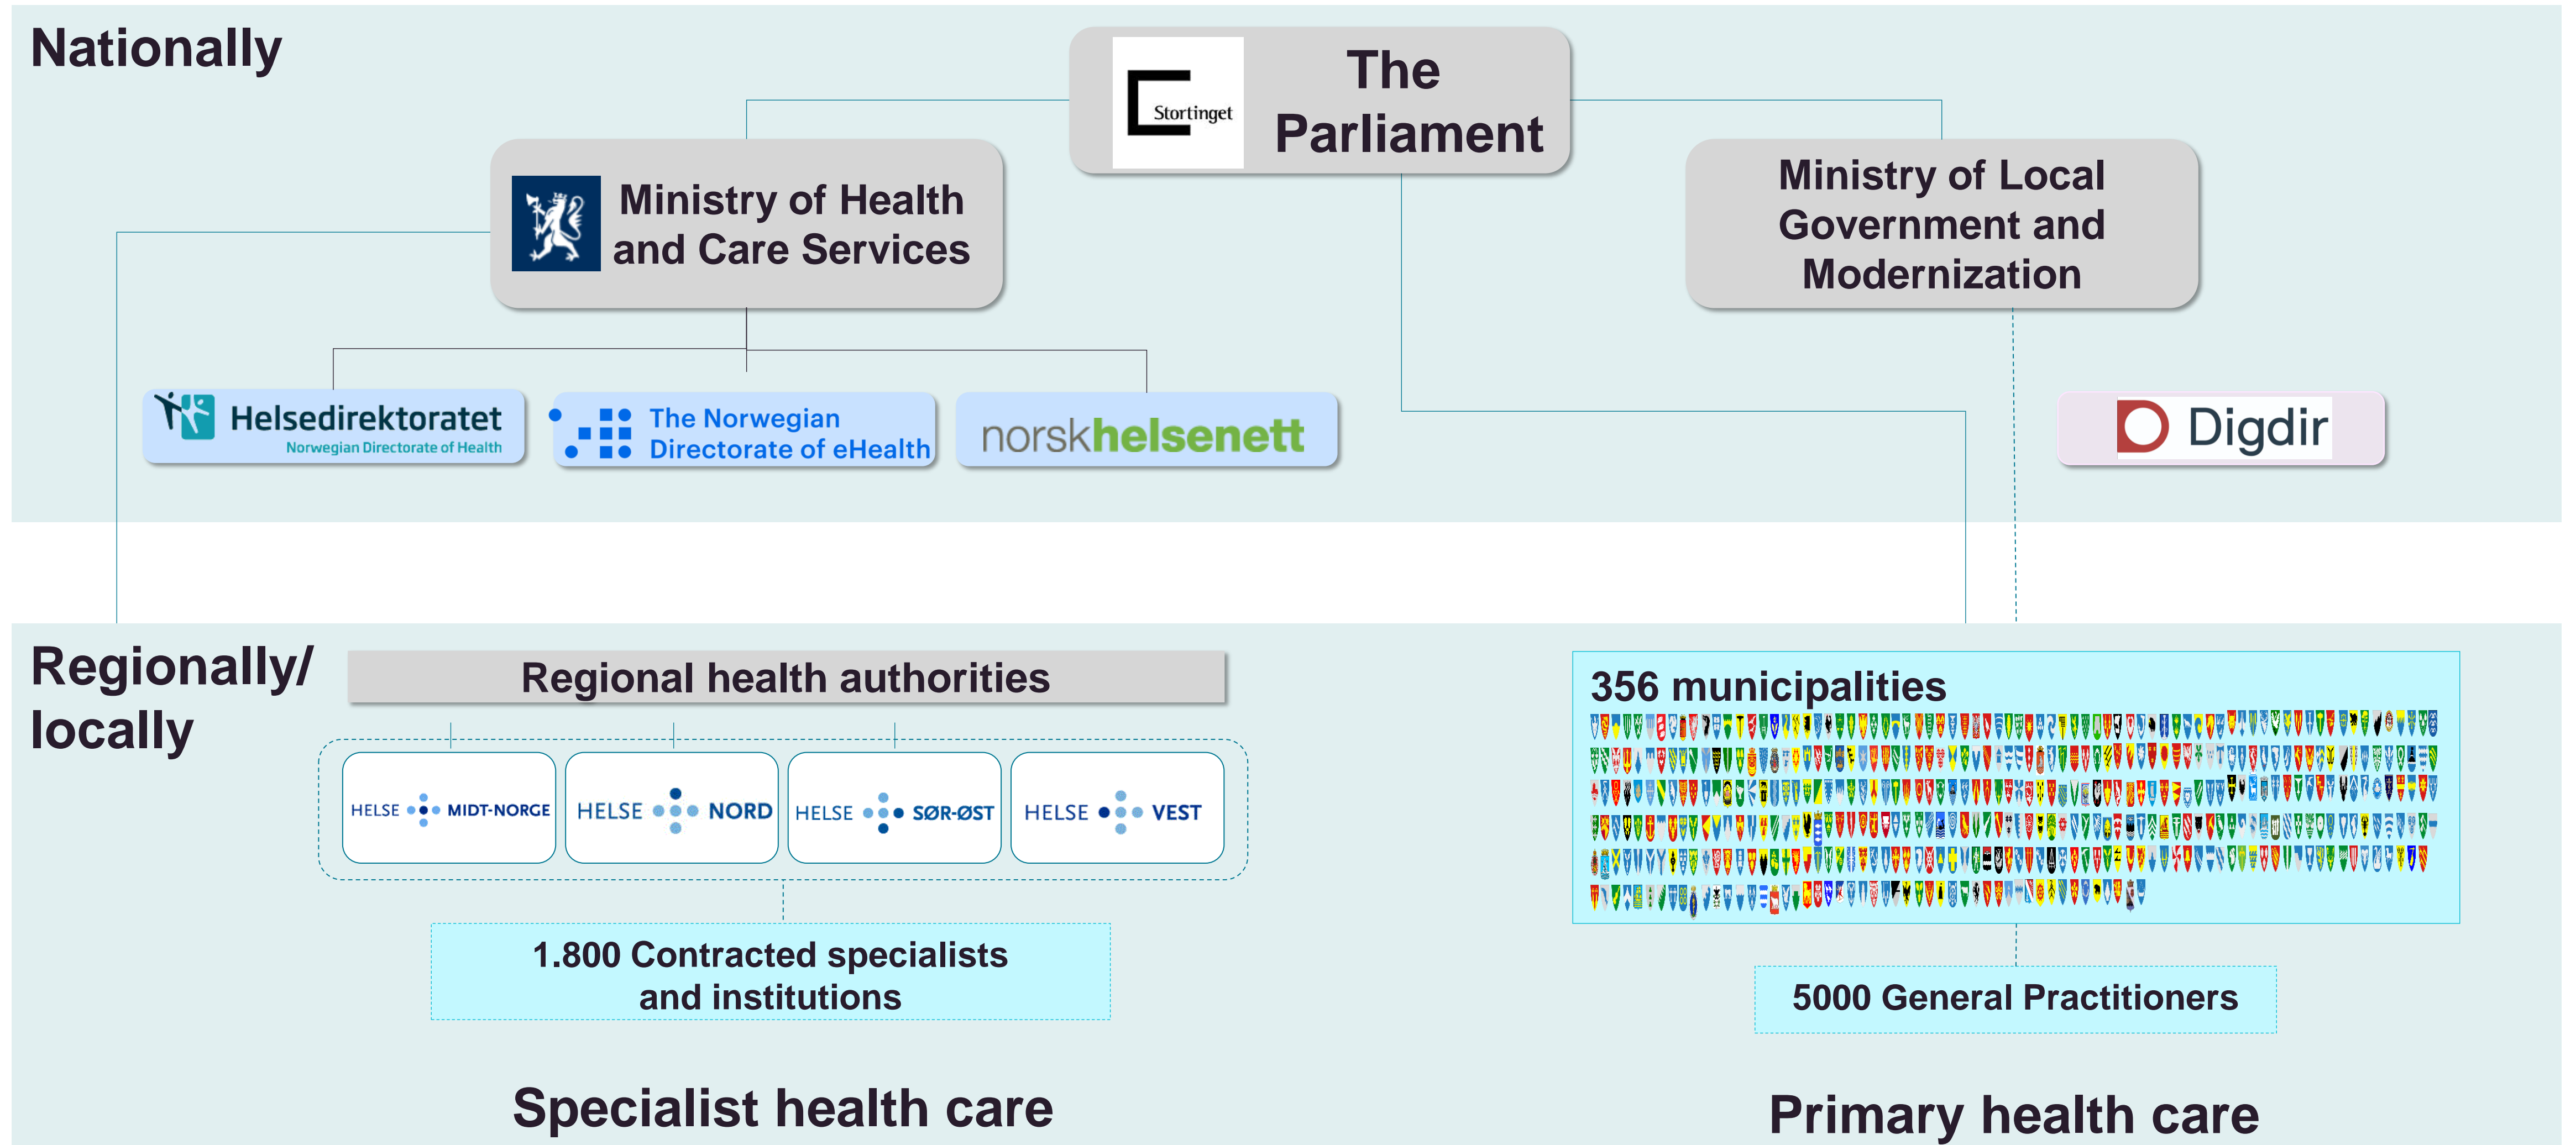 Nationally
Stortinget
The
Parliament
Ministry of Health
and Care Services
Ministry of Local
Government and
Modernization
Helsedirektoratet
Norwegian Directorate of Health
The Norwegian
Directorate of eHealth
norskhelsenett
Digdir
Regionally/
locally
Regional health authorities
HELSE MIDT-NORGE
HELSE NORD
HELSE SØR-ØST
HELSE VEST
1.800 Contracted specialists
and institutions
Specialist health care
356 municipalities
5000 General Practitioners
Primary health care